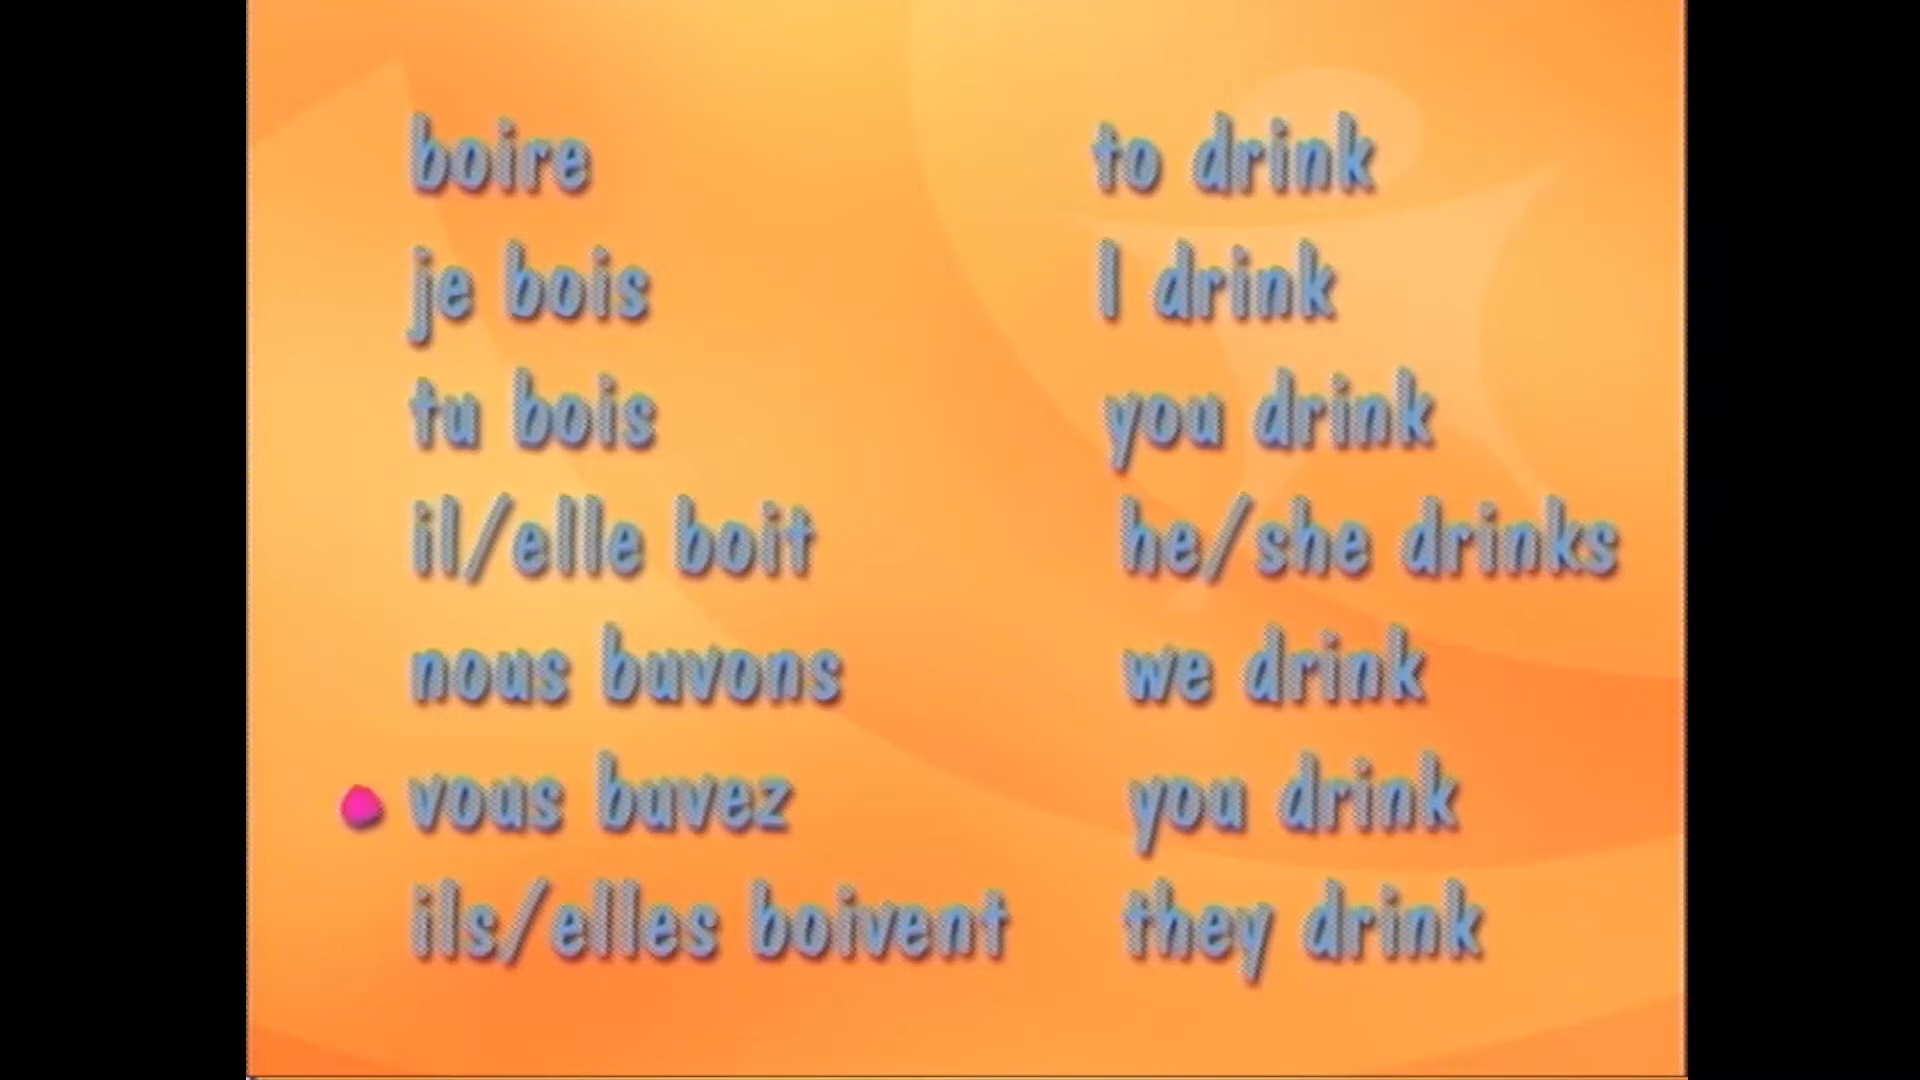 boire to drink
je bois I drink
tu bois you drink
il/elle boit he/she drinks
nous buvons we drink
vous buvez you drink
ils/elles boivent they drink